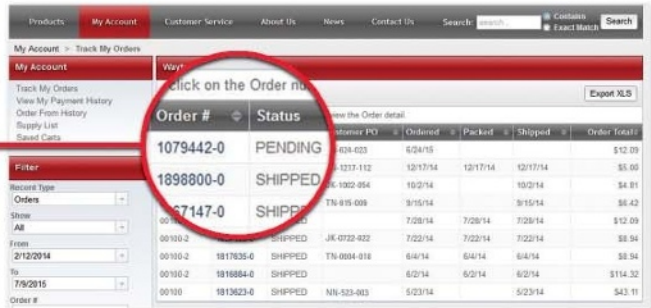 Products My Account Customer Service About Us News Contact Us Search: search.. Contains Exact Match Search
My Account > Track My Orders
My Account
Track My Orders
View My Payment History
Order From History
Supply List
Saved Carts
Filter
Record Type
Orders
Show
All
From
2/12/2014
To
7/9/2015
Order #
click on the Order
view the Order detail.
Export XLS
Order # Status Customer PO Ordered Packed Shipped Order Total
1079442-0 PENDING 6/24/15 $12.09
1898800-0 SHIPPED 12/17/14 12/17/14 12/17/14 $5.00
10/2/14 10/2/14 $4.81
67147-0 TN-915-009 9/15/14 9/15/14 $6.42
SHIPPED 7/28/14 7/28/14 7/29/14 $12.09
00100-2 SHIPPED JK-0722-022 7/22/14 7/22/14 7/22/14 $8.94
00100-2 1817635-0 SHIPPED TN-0604-018 6/4/14 6/4/14 6/4/14 $8.94
00100-2 1816884-0 SHIPPED 6/2/14 6/2/14 6/2/14 $114.32
00100 1813623-0 SHIPPED NN-523-003 5/23/14 5/23/14 $43.11